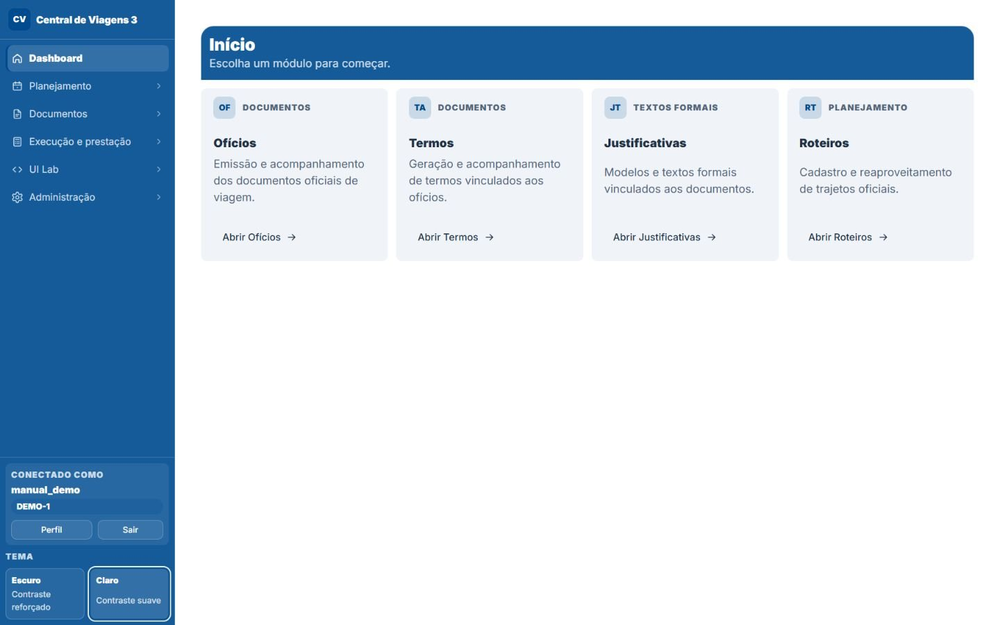 CV Central de Viagens 3
Dashboard
Planejamento
Documentos
Execução e prestação
UI Lab
Administração
CONECTADO COMO
manual_demo
DEMO-1
Perfil
Sair
TEMA
Escuro
Contraste
reforçado
Claro
Contraste suave
Início
Escolha um módulo para começar.
OF DOCUMENTOS
Ofícios
Emissão e acompanhamento
dos documentos oficiais de
viagem.
Abrir Ofícios →
TA DOCUMENTOS
Termos
Geração e acompanhamento
de termos vinculados aos
ofícios.
Abrir Termos →
JT TEXTOS FORMAIS
Justificativas
Modelos e textos formais
vinculados aos documentos.
Abrir Justificativas →
RT PLANEJAMENTO
Roteiros
Cadastro e reaproveitamento
de trajetos oficiais.
Abrir Roteiros →